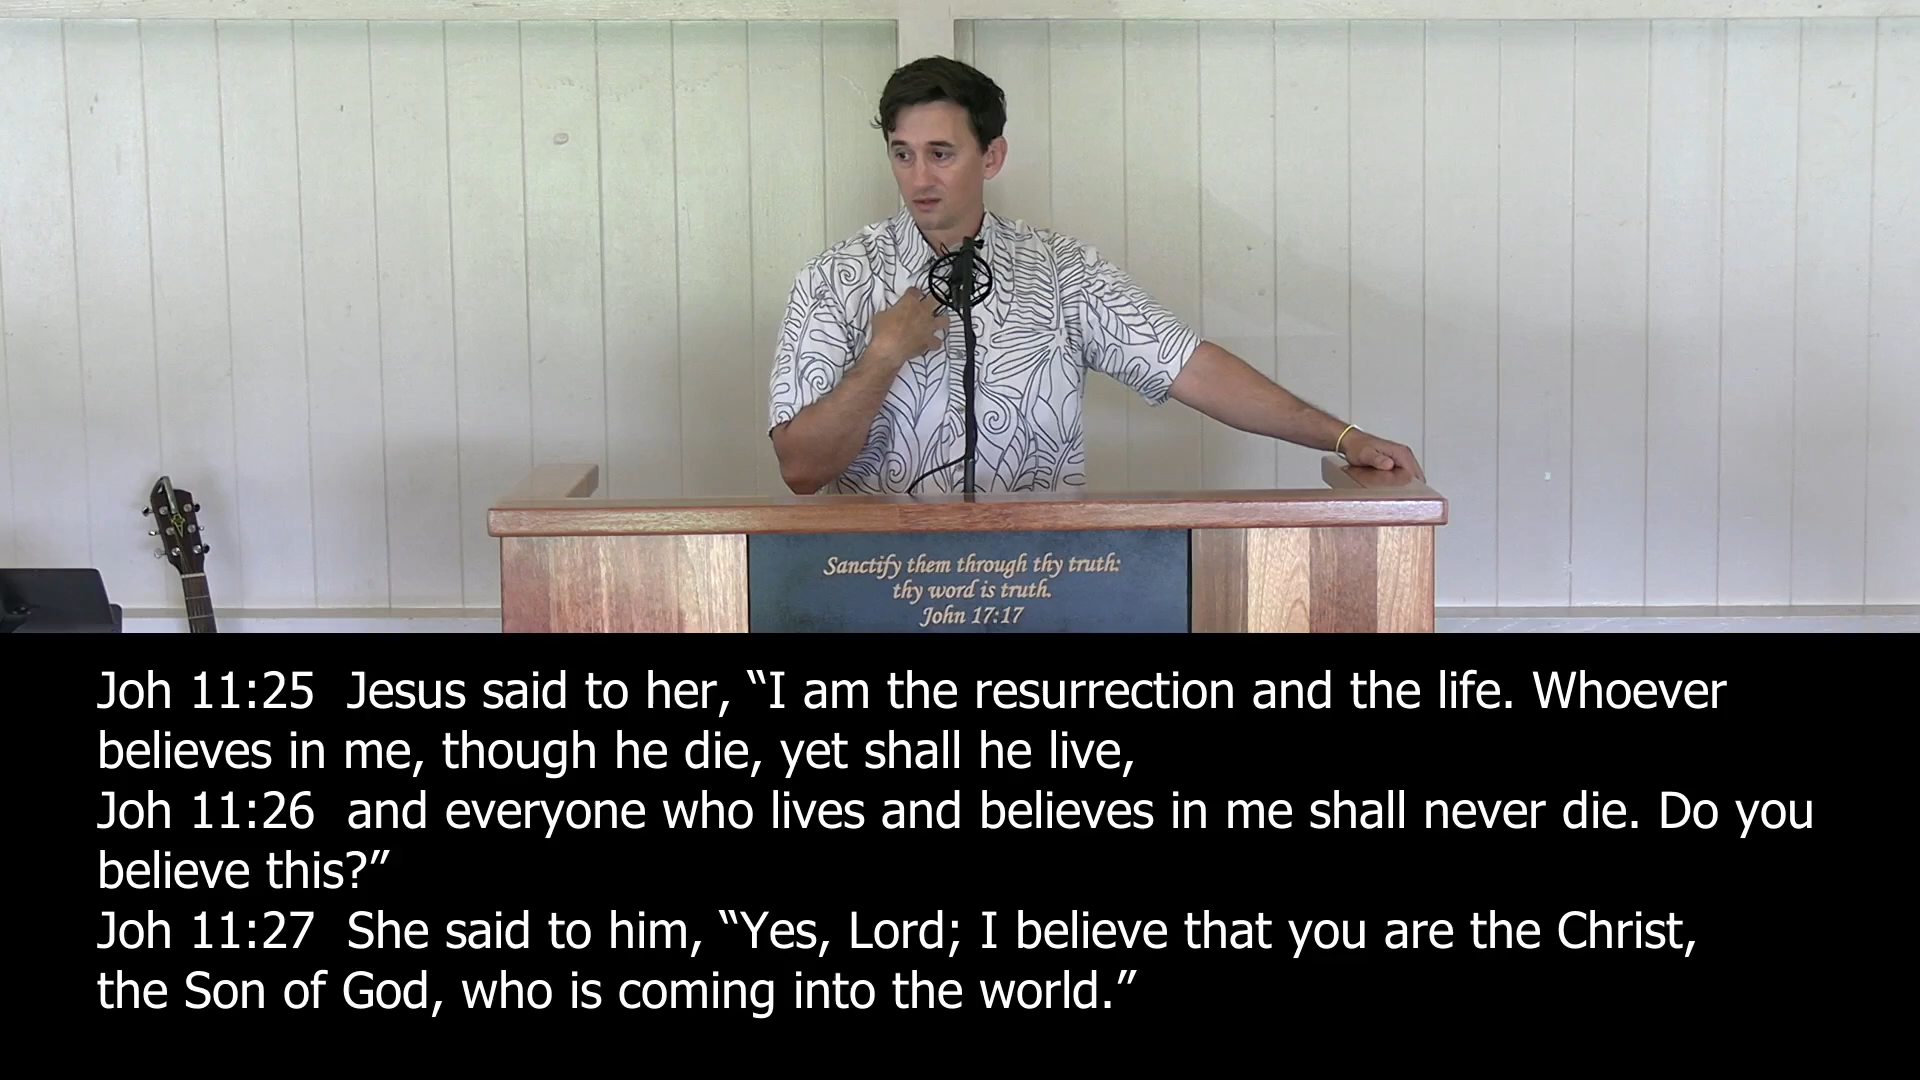 Sanctify them through thy truth:
thy word is truth.
John 17:17
Joh 11:25  Jesus said to her, “I am the resurrection and the life. Whoever
believes in me, though he die, yet shall he live,
Joh 11:26  and everyone who lives and believes in me shall never die. Do you
believe this?”
Joh 11:27  She said to him, “Yes, Lord; I believe that you are the Christ,
the Son of God, who is coming into the world.”